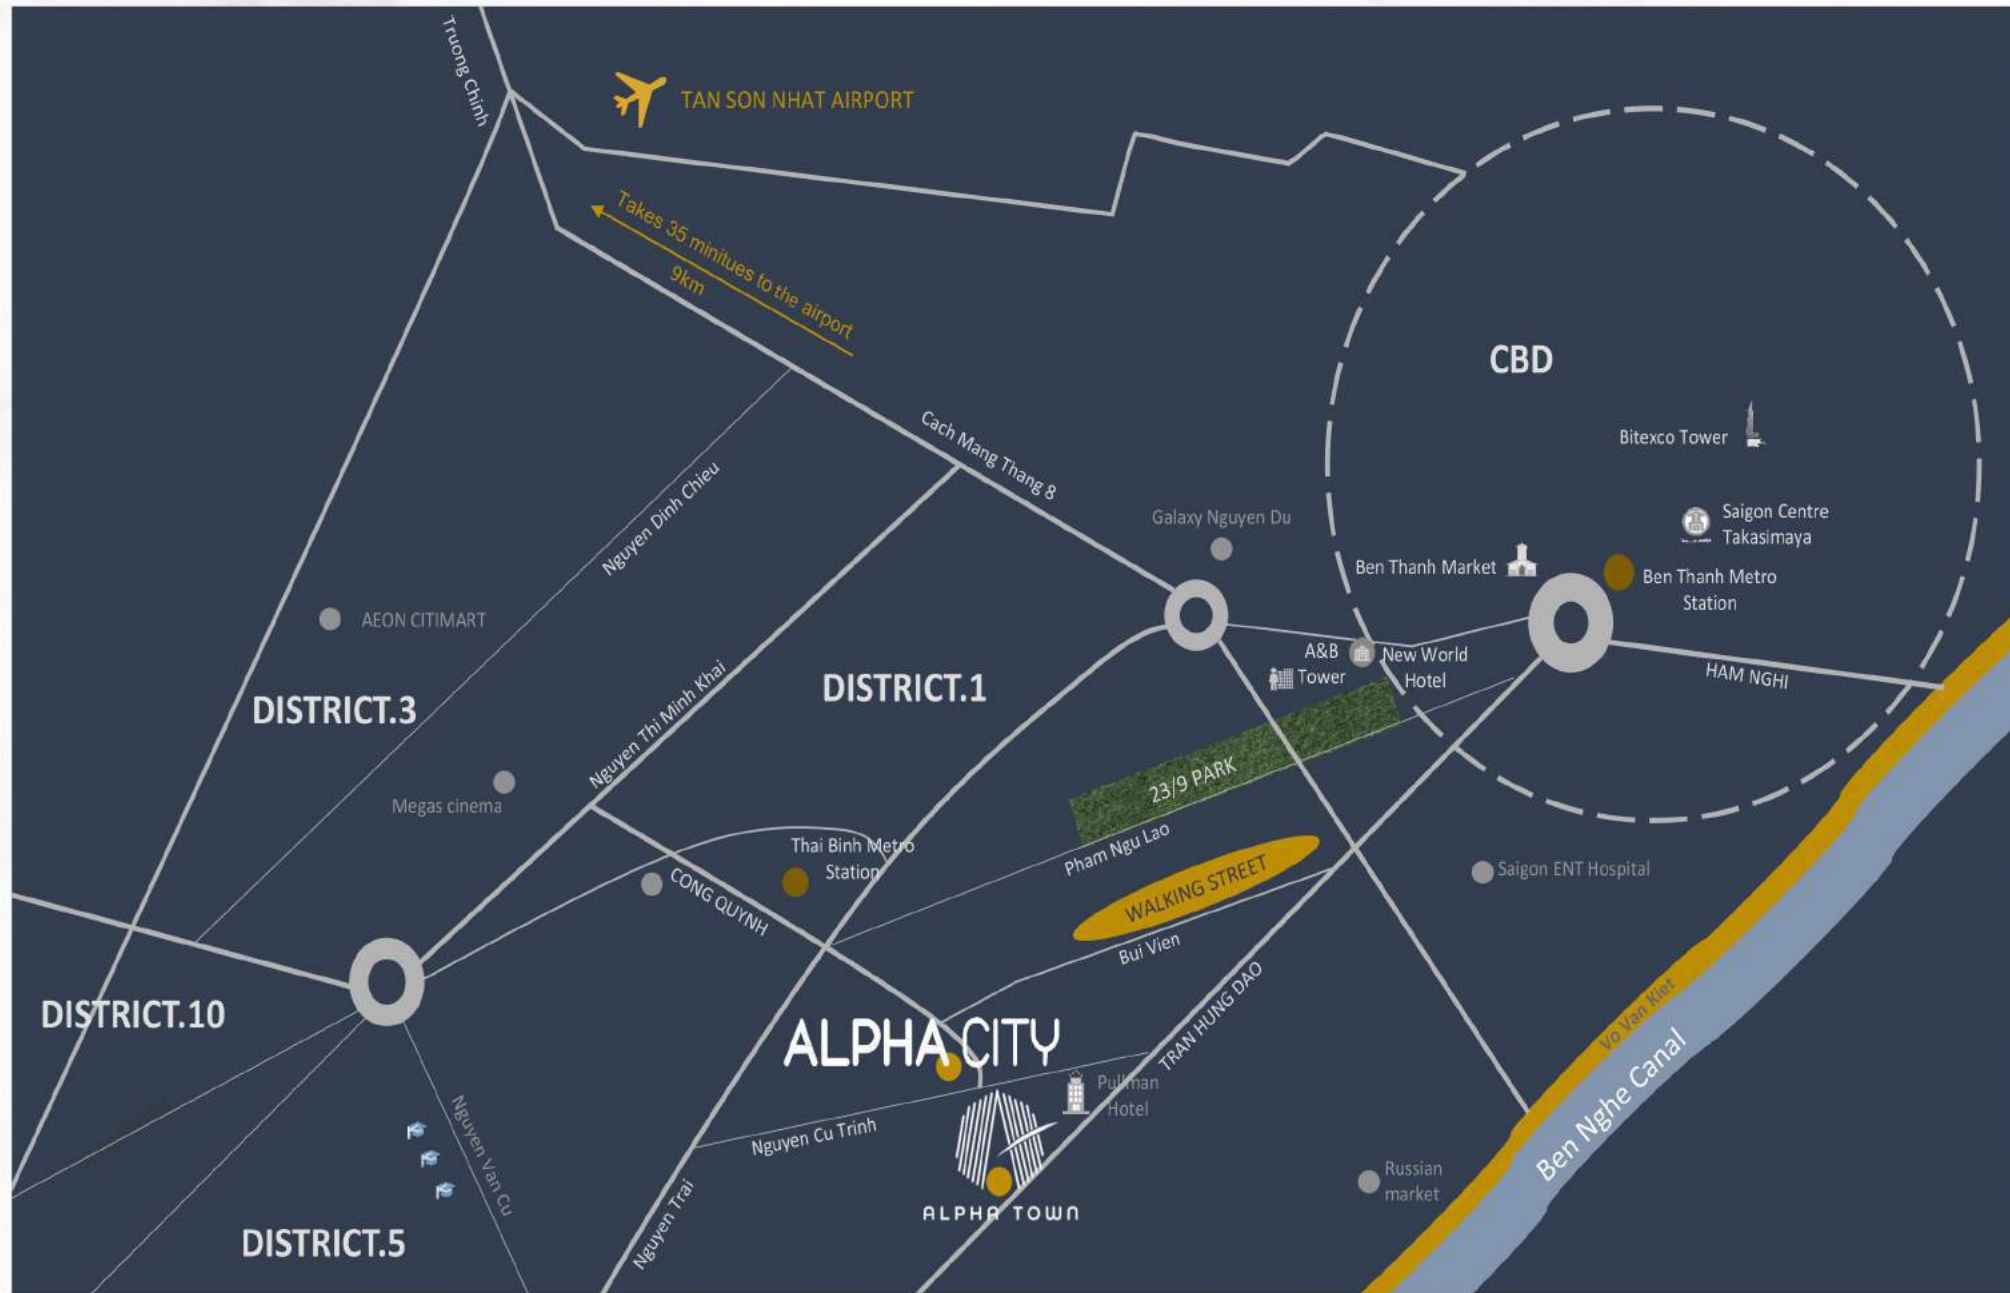 Truong Chinh
TAN SON NHAT AIRPORT
Takes 35 minitues to the airport
9km
CBD
Cach Mang Thang 8
Bitexco Tower
Nguyen Dinh Chieu
Galaxy Nguyen Du
Saigon Centre
Takasimaya
Ben Thanh Market
Ben Thanh Metro
Station
AEON CITIMART
A&B
Tower
New World
Hotel
HAM NGHI
DISTRICT.3
DISTRICT.1
Nguyen Thi Minh Khai
23/9 PARK
Megas cinema
Thai Binh Metro
Station
Pham Ngu Lao
CONG QUYNH
WALKING STREET
Saigon ENT Hospital
Bui Vien
DISTRICT.10
TRAN HUNG DAO
Vo Van Kiet
ALPHA CITY
Ben Nghe Canal
Pullman
Hotel
Nguyen Cu Trinh
Nguyen Van Cu
Russian
market
Nguyen Trai
ALPHA TOWN
DISTRICT.5